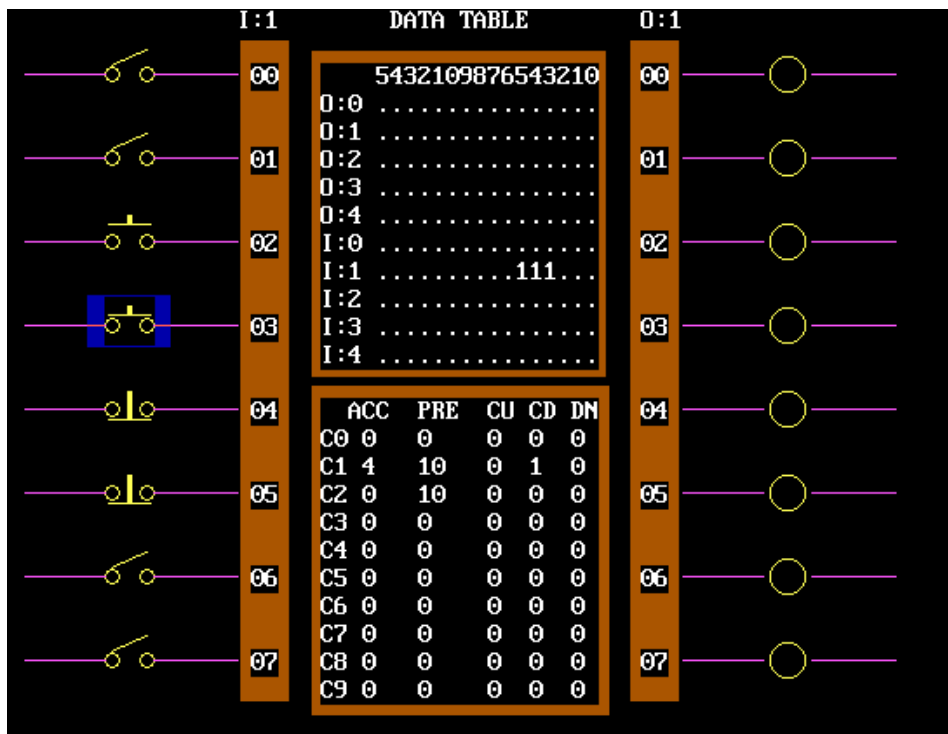 I:1 DATA TABLE O:1
00
01
02
03
04
05
06
07
5432109876543210
O:0 ................
O:1 ................
O:2 ................
O:3 ................
O:4 ................
I:0 ................
I:1 ..........111...
I:2 ................
I:3 ................
I:4 ................
ACC PRE CU CD DN
C0 0 0 0 0 0
C1 4 10 0 1 0
C2 0 10 0 0 0
C3 0 0 0 0 0
C4 0 0 0 0 0
C5 0 0 0 0 0
C6 0 0 0 0 0
C7 0 0 0 0 0
C8 0 0 0 0 0
C9 0 0 0 0 0
00
01
02
03
04
05
06
07